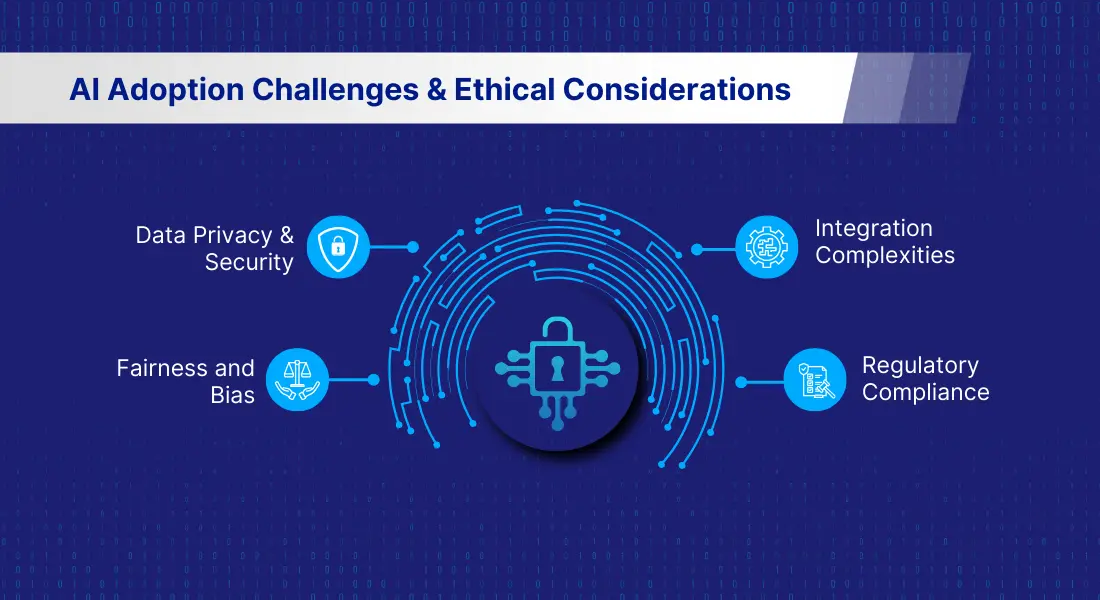 AI Adoption Challenges & Ethical Considerations
Data Privacy &
Security
Integration
Complexities
Fairness and
Bias
Regulatory
Compliance